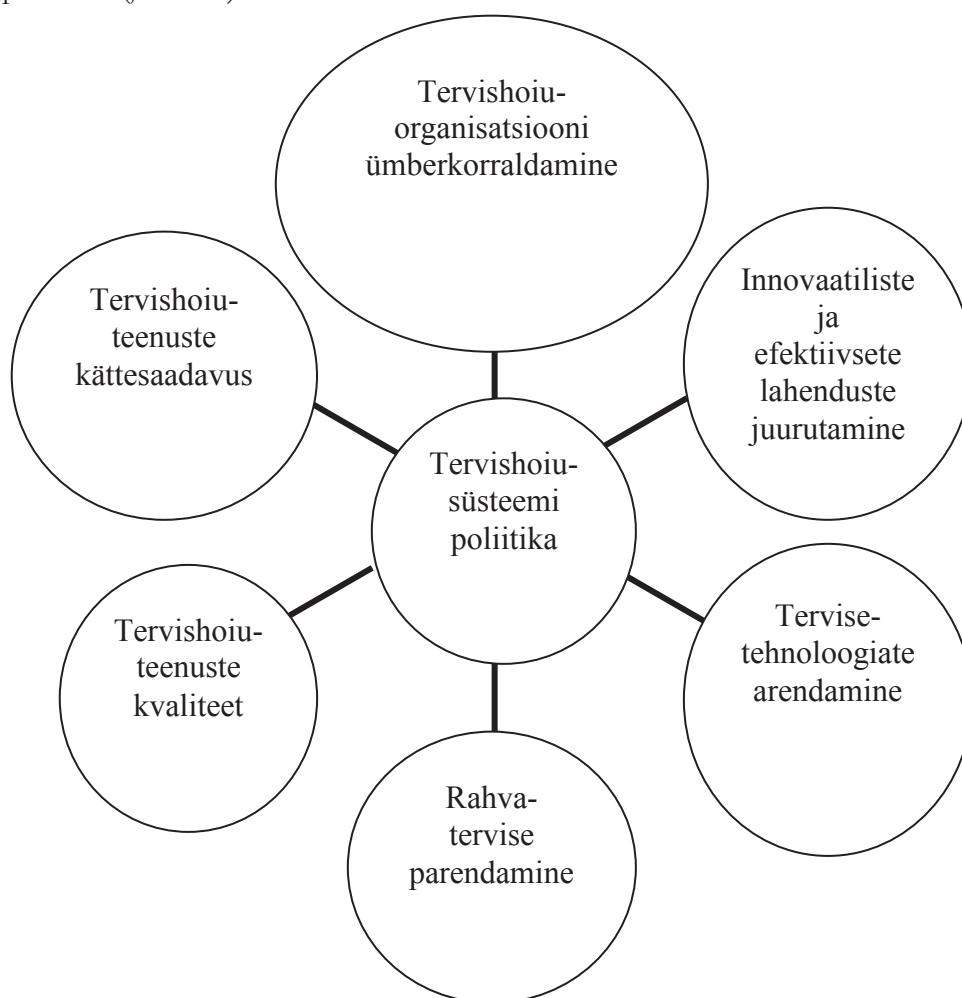 Tervishoiu-
organisatsiooni
ümberkorraldamine
Tervishoiu-
teenuste
kättesaadavus
Innovaatiliste
ja
efektiivsete
lahenduste
juurutamine
Tervishoiu-
süsteemi
poliitika
Tervishoiu-
teenuste
kvaliteet
Tervise-
tehnoloogiate
arendamine
Rahva-
tervise
parendamine